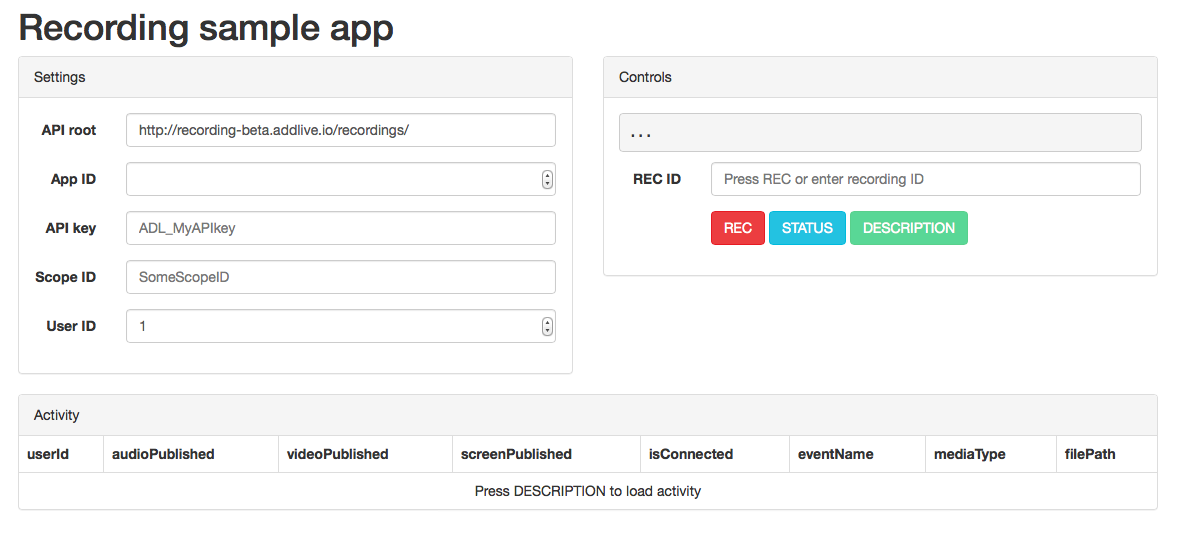 Recording sample app
Settings
API root http://recording-beta.addlive.io/recordings/
App ID
API key ADL_MyAPIkey
Scope ID SomeScopeID
User ID 1
Controls
...
REC ID Press REC or enter recording ID
REC STATUS DESCRIPTION
Activity
userId audioPublished videoPublished screenPublished isConnected eventName mediaType filePath
Press DESCRIPTION to load activity